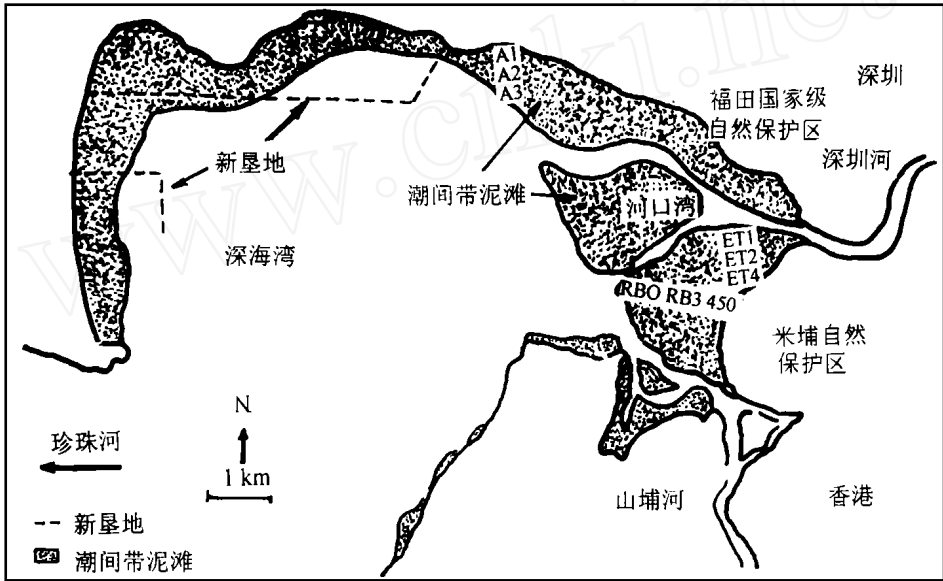 A1
A2
A3
深圳
福田国家级
自然保护区
深圳河
新垦地
潮间带泥滩
河口湾
深海湾
ET1
ET2
ET4
RBO RB3 450
米埔自然
保护区
N
珍珠河
1 km
山埔河
香港
新垦地
潮间带泥滩